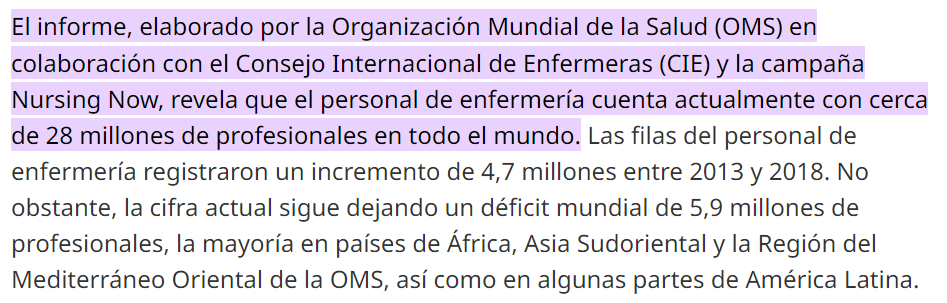 El informe, elaborado por la Organización Mundial de la Salud (OMS) en
colaboración con el Consejo Internacional de Enfermeras (CIE) y la campaña
Nursing Now, revela que el personal de enfermería cuenta actualmente con cerca
de 28 millones de profesionales en todo el mundo. Las filas del personal de
enfermería registraron un incremento de 4,7 millones entre 2013 y 2018. No
obstante, la cifra actual sigue dejando un déficit mundial de 5,9 millones de
profesionales, la mayoría en países de África, Asia Sudoriental y la Región del
Mediterráneo Oriental de la OMS, así como en algunas partes de América Latina.